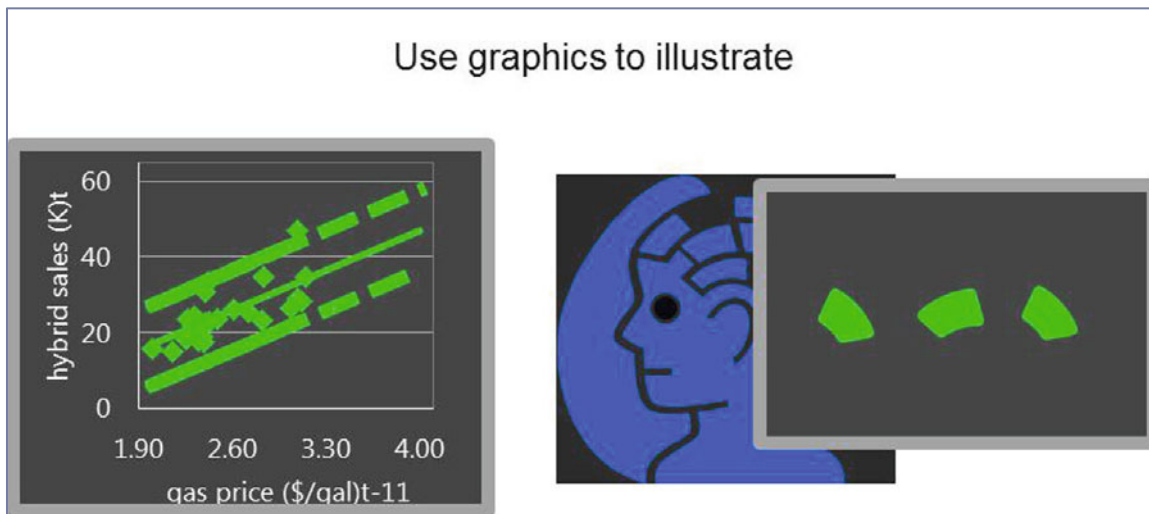 Use graphics to illustrate
hybrid sales (K)t
60
40
20
0
1.90 2.60 3.30 4.00
gas price ($/gal)t-11